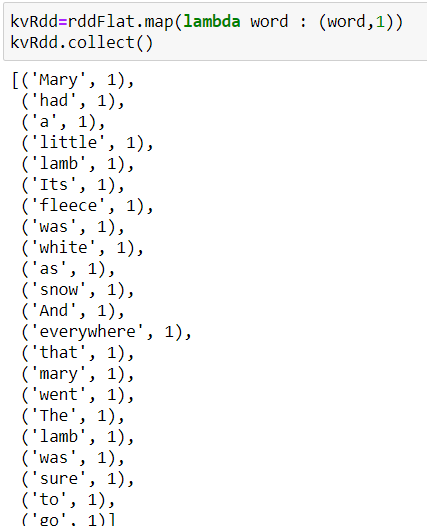 kvRdd=rddFlat.map(lambda word : (word,1))
kvRdd.collect()
[('Mary', 1),
('had', 1),
('a', 1),
('little', 1),
('lamb', 1),
('Its', 1),
('fleece', 1),
('was', 1),
('white', 1),
('as', 1),
('snow', 1),
('And', 1),
('everywhere', 1),
('that', 1),
('mary', 1),
('went', 1),
('The', 1),
('lamb', 1),
('was', 1),
('sure', 1),
('to', 1),
('go', 1)]